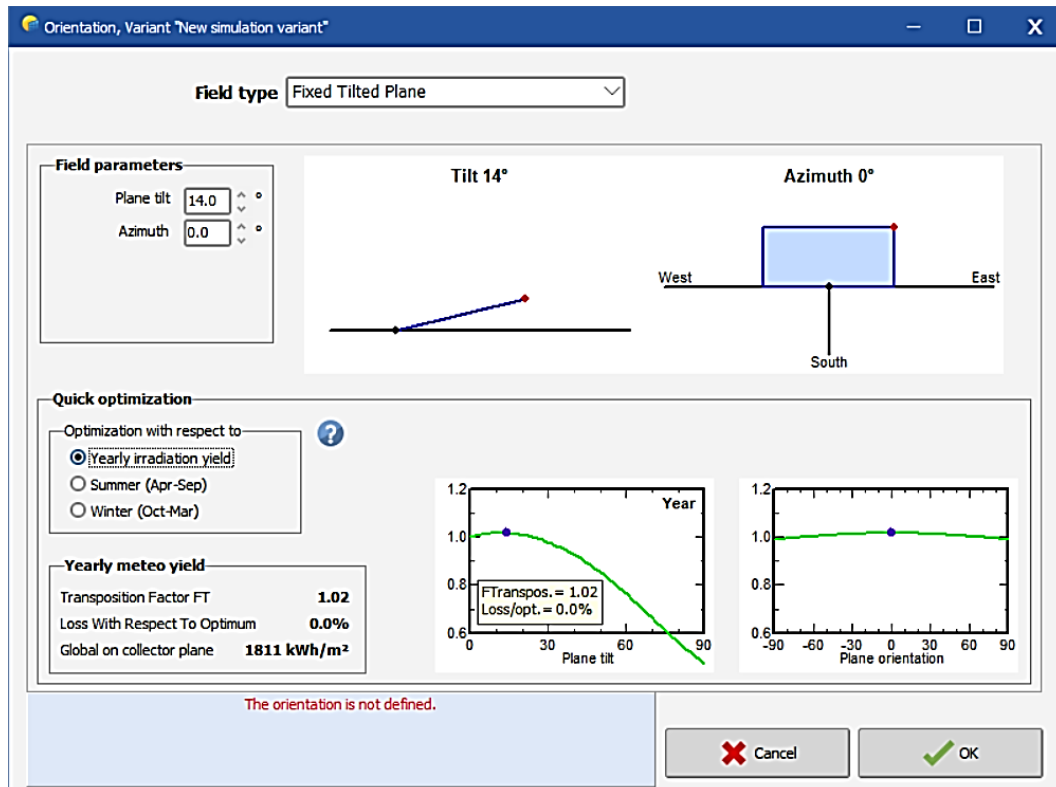 Orientation, Variant "New simulation variant"
Field type Fixed Tilted Plane
Field parameters
Plane tilt 14.0 °
Azimuth 0.0 °
Tilt 14°
Azimuth 0°
West East
South
Quick optimization
Optimization with respect to
Yearly irradiation yield
Summer (Apr-Sep)
Winter (Oct-Mar)
?
Yearly meteo yield
Transposition Factor FT 1.02
Loss With Respect To Optimum 0.0%
Global on collector plane 1811 kWh/m²
1.2
Year
1.0
0.8
FTranspos.= 1.02
Loss/opt.= 0.0%
0.6
0 30 60 90
Plane tilt
1.2
1.0
0.8
0.6
-90 -60 -30 0 30 60 90
Plane orientation
The orientation is not defined.
Cancel
OK